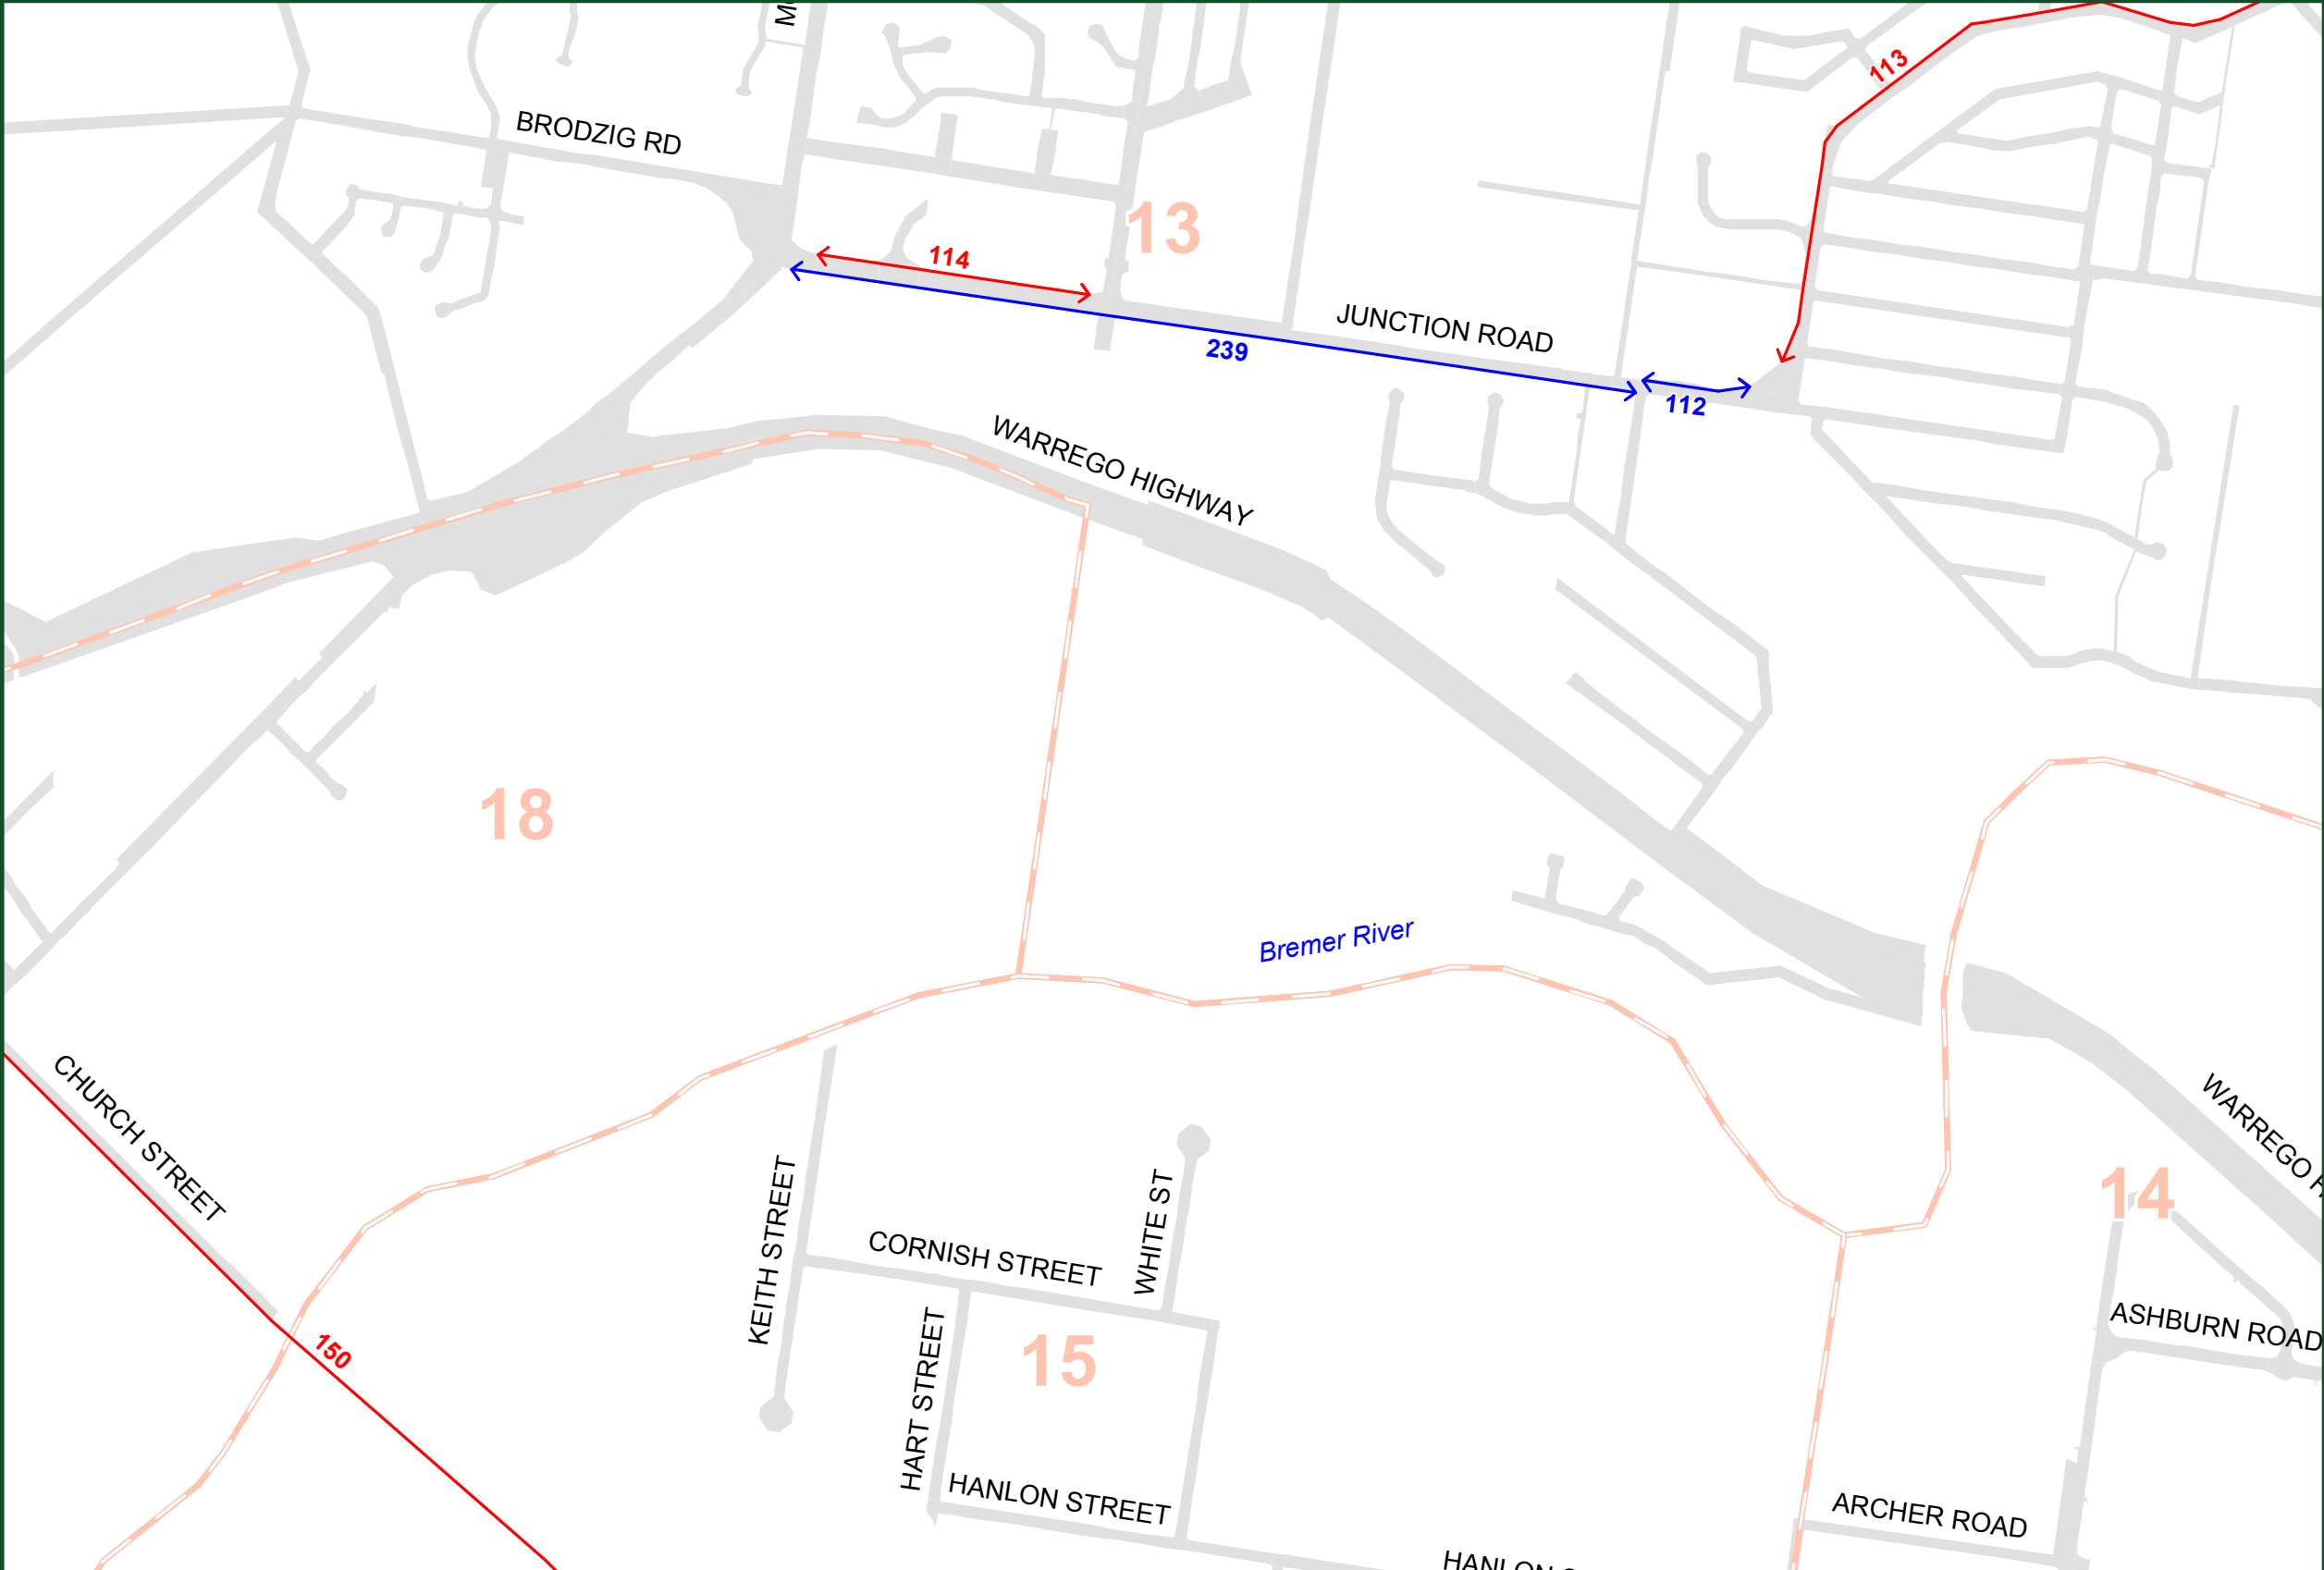 113
BRODZIG RD
13
114
JUNCTION ROAD
239
112
WARREGO HIGHWAY
18
Bremer River
CHURCH STREET
WARREGO
14
KEITH STREET
WHITE ST
CORNISH STREET
ASHBURN ROAD
150
HART STREET
15
HANLON STREET
ARCHER ROAD
HANLON